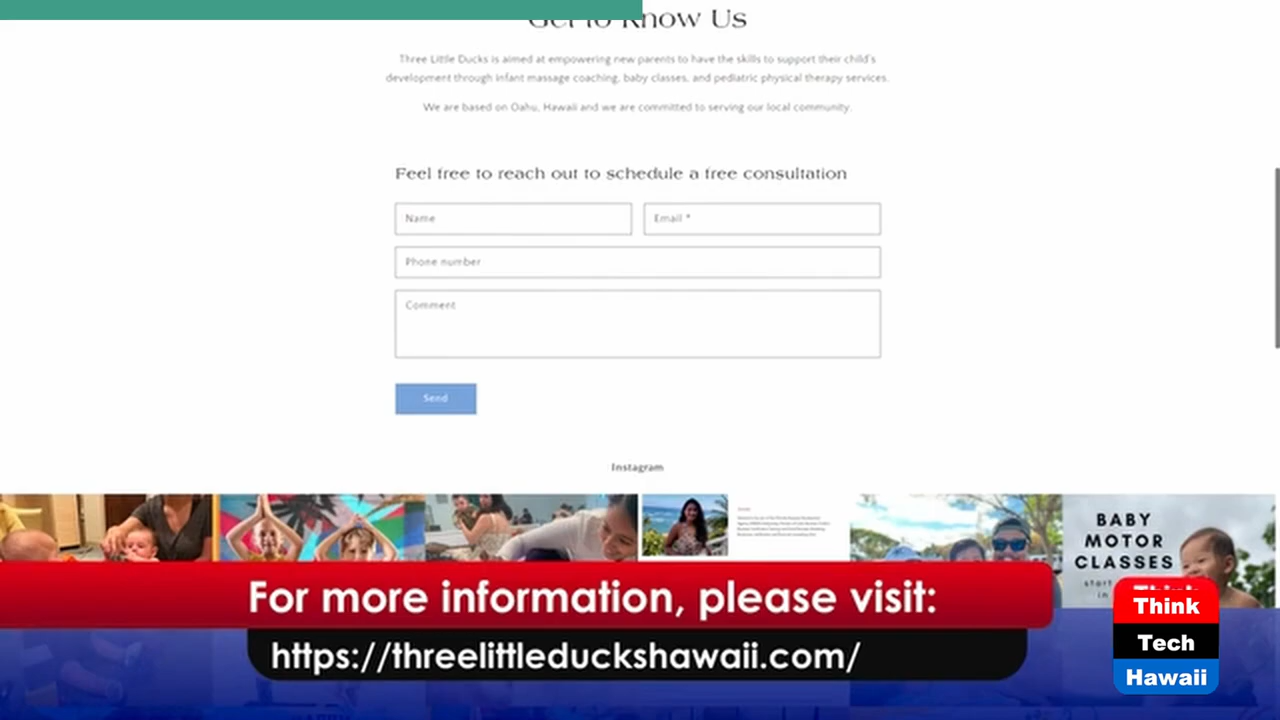 Get to Know Us
Three Little Ducks is aimed at empowering new parents to have the skills to support their child's
development through infant massage coaching, baby classes, and pediatric physical therapy services.
We are based on Oahu, Hawaii and we are committed to serving our local community.
Feel free to reach out to schedule a free consultation
Name
Email *
Phone number
Comment
Send
Instagram
BABY
MOTOR
CLASSES
For more information, please visit:
https://threelittleduckshawaii.com/
Think
Tech
Hawaii